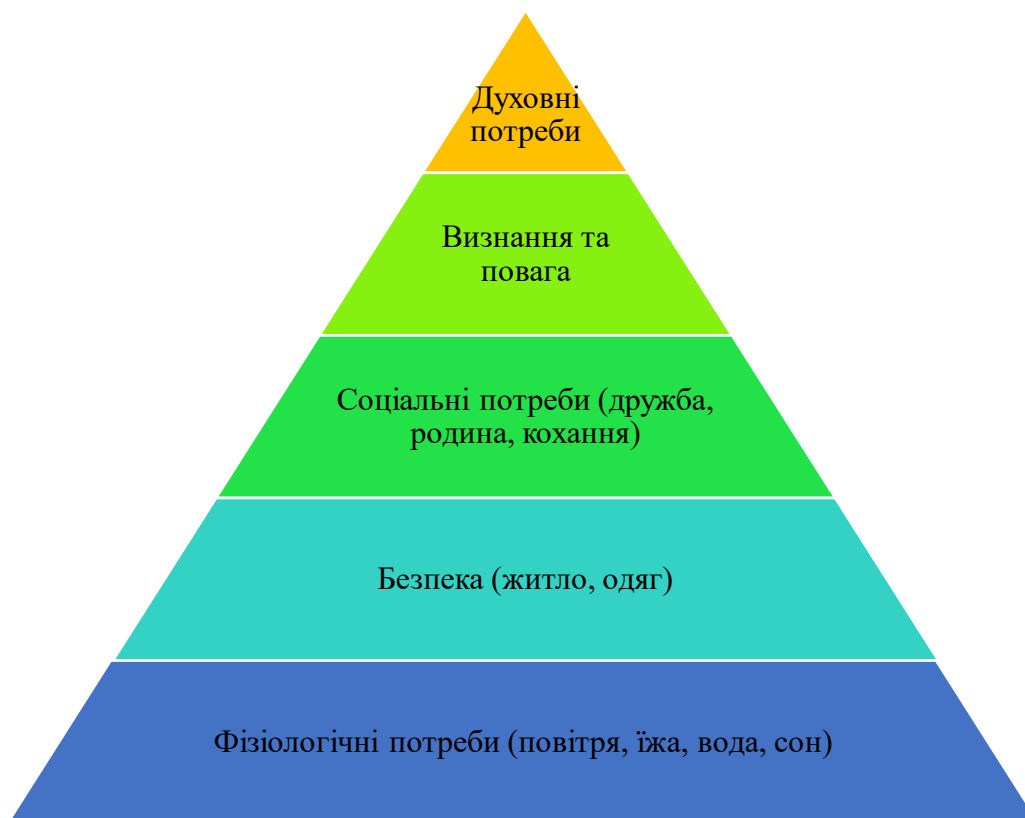 Духовні
потреби
Визнання та
повага
Соціальні потреби (дружба,
родина, кохання)
Безпека (житло, одяг)
Фізіологічні потреби (повітря, їжа, вода, сон)